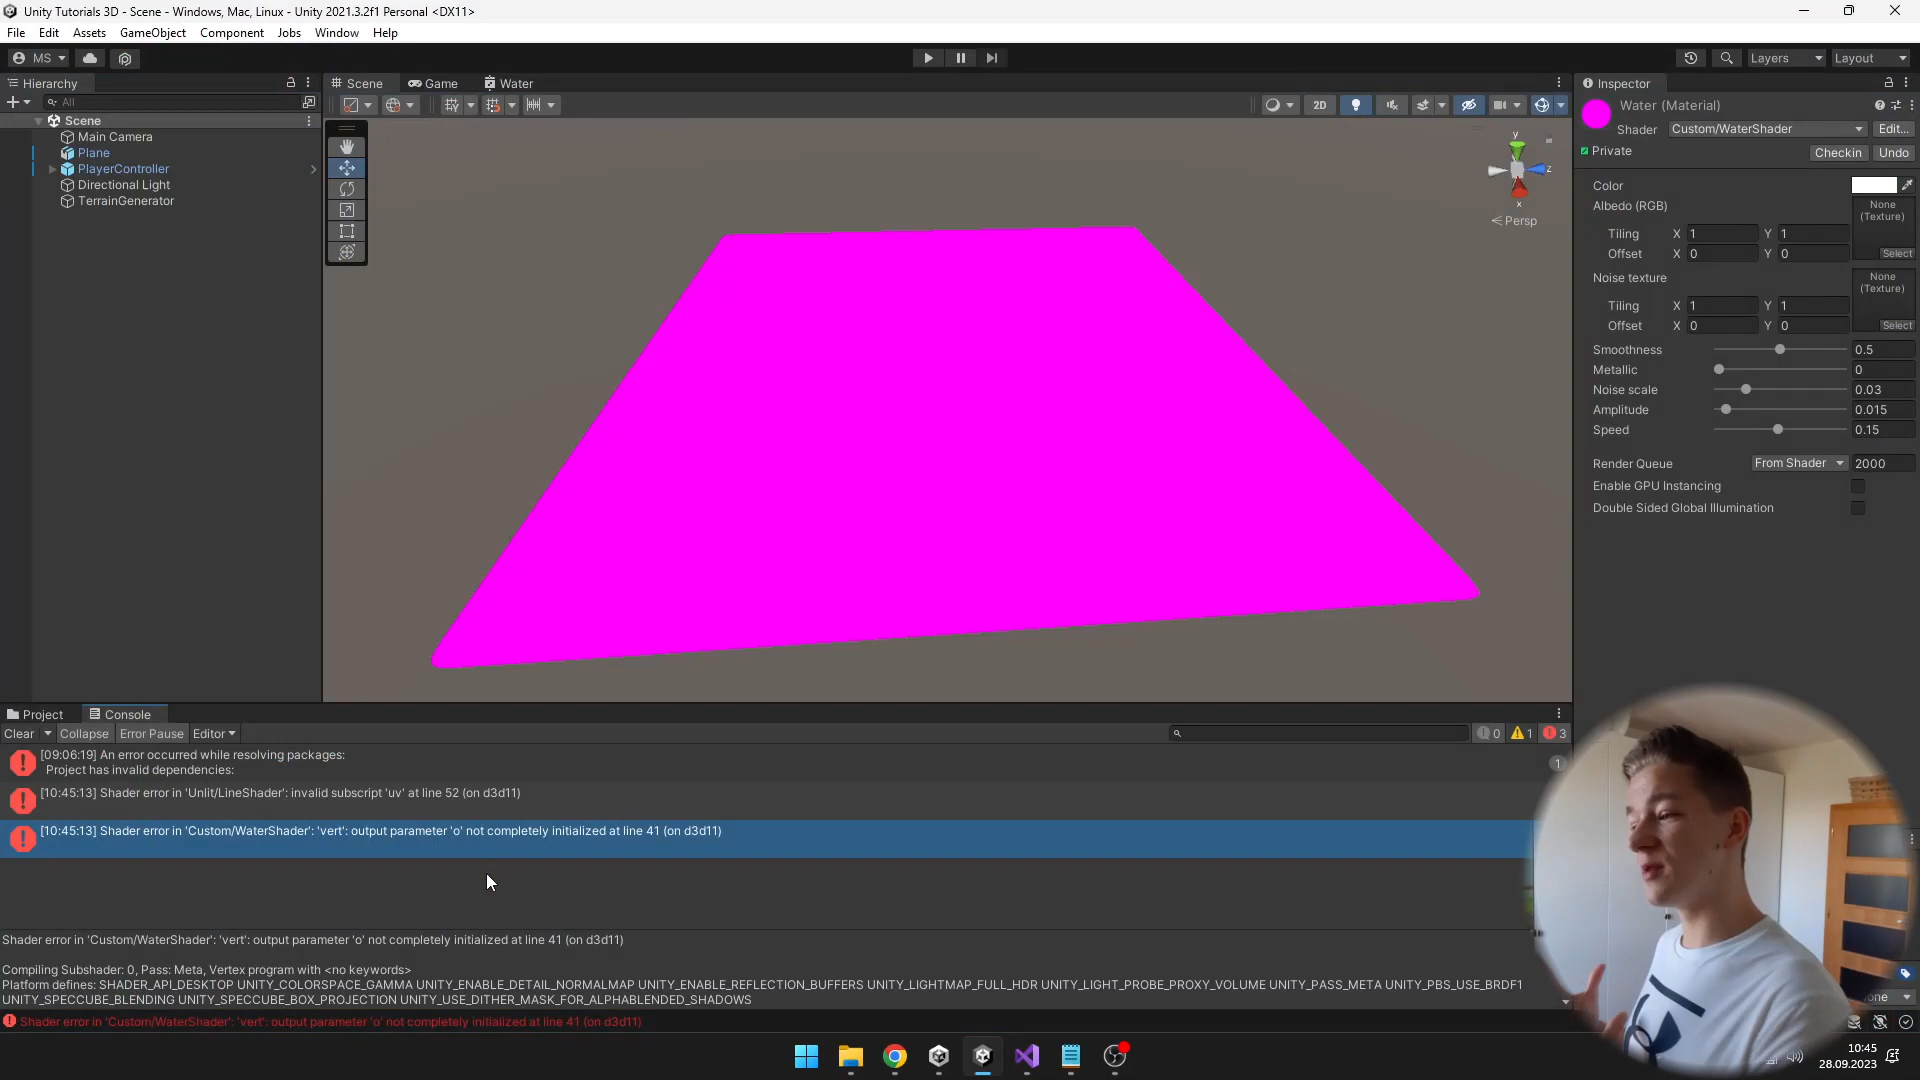 Unity Tutorials 3D - Scene - Windows, Mac, Linux - Unity 2021.3.2f1 Personal <DX11>
File Edit Assets GameObject Component Jobs Window Help
MS Layers Layout
Hierarchy Scene Game Water Inspector
All 2D
Scene
Main Camera
Plane
PlayerController
Directional Light
TerrainGenerator
y
z
x
Persp
Water (Material)
Shader Custom/WaterShader Edit...
Private Checkin Undo
Color
Albedo (RGB) None
(Texture)
Tiling X 1 Y 1
Offset X 0 Y 0 Select
Noise texture None
(Texture)
Tiling X 1 Y 1
Offset X 0 Y 0 Select
Smoothness 0.5
Metallic 0
Noise scale 0.03
Amplitude 0.015
Speed 0.15
Render Queue From Shader 2000
Enable GPU Instancing
Double Sided Global Illumination
Project Console
Clear Collapse Error Pause Editor 0 1 3
[09:06:19] An error occurred while resolving packages:
Project has invalid dependencies:
1
[10:45:13] Shader error in 'Unlit/LineShader': invalid subscript 'uv' at line 52 (on d3d11)
[10:45:13] Shader error in 'Custom/WaterShader': 'vert': output parameter 'o' not completely initialized at line 41 (on d3d11)
Shader error in 'Custom/WaterShader': 'vert': output parameter 'o' not completely initialized at line 41 (on d3d11)
Compiling Subshader: 0, Pass: Meta, Vertex program with <no keywords>
Platform defines: SHADER_API_DESKTOP UNITY_COLORSPACE_GAMMA UNITY_ENABLE_DETAIL_NORMALMAP UNITY_ENABLE_REFLECTION_BUFFERS UNITY_LIGHTMAP_FULL_HDR UNITY_LIGHT_PROBE_PROXY_VOLUME UNITY_PASS_META UNITY_PBS_USE_BRDF1
UNITY_SPECCUBE_BLENDING UNITY_SPECCUBE_BOX_PROJECTION UNITY_USE_DITHER_MASK_FOR_ALPHABLENDED_SHADOWS
Shader error in 'Custom/WaterShader': 'vert': output parameter 'o' not completely initialized at line 41 (on d3d11)
10:45
28.09.2023